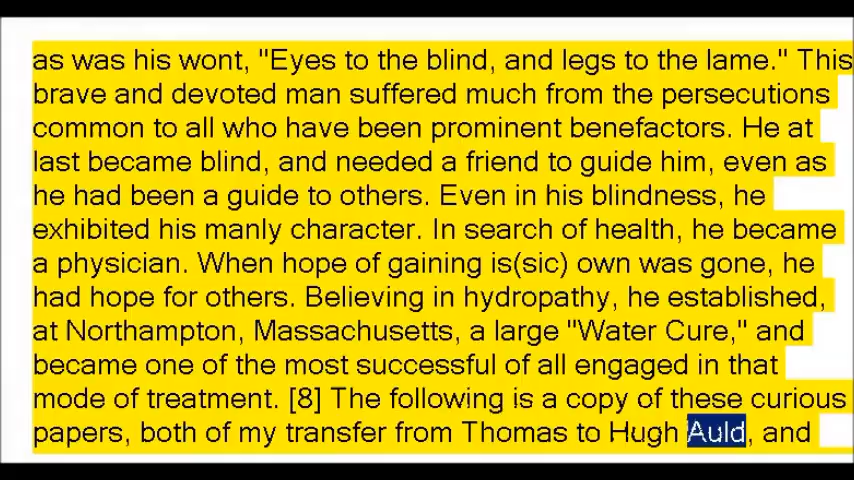 as was his wont, "Eyes to the blind, and legs to the lame." This
brave and devoted man suffered much from the persecutions
common to all who have been prominent benefactors. He at
last became blind, and needed a friend to guide him, even as
he had been a guide to others. Even in his blindness, he
exhibited his manly character. In search of health, he became
a physician. When hope of gaining is(sic) own was gone, he
had hope for others. Believing in hydropathy, he established,
at Northampton, Massachusetts, a large "Water Cure," and
became one of the most successful of all engaged in that
mode of treatment. [8] The following is a copy of these curious
papers, both of my transfer from Thomas to Hugh Auld, and